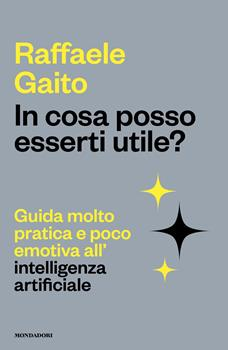 Raffaele
Gaito
In cosa posso
esserti utile?
Guida molto
pratica e poco
emotiva all'
intelligenza
artificiale
MONDADORI